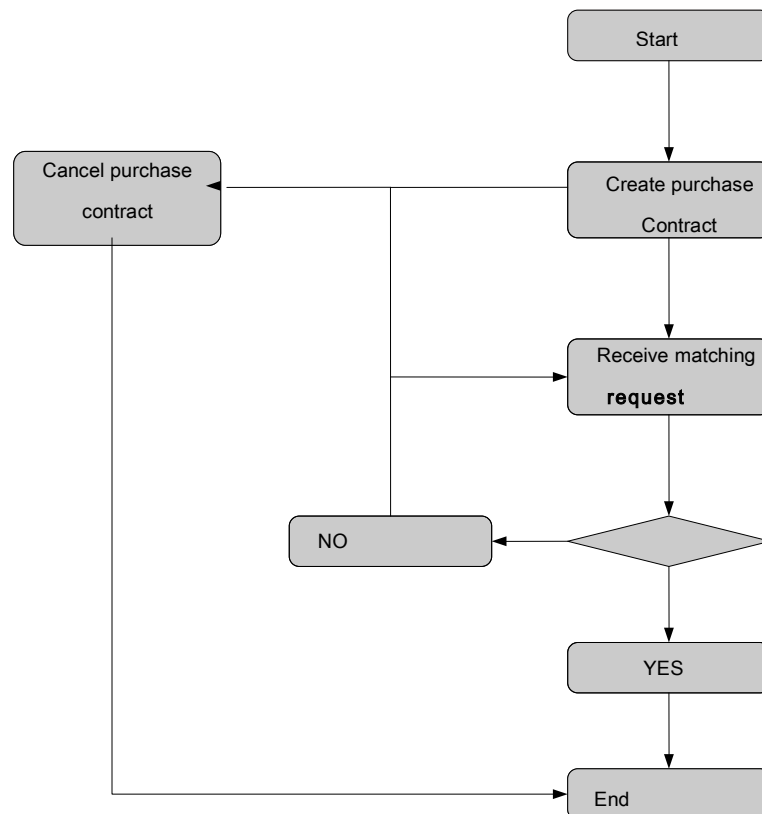 Start
Cancel purchase
contract
Create purchase
Contract
Receive matching
request
NO
YES
End